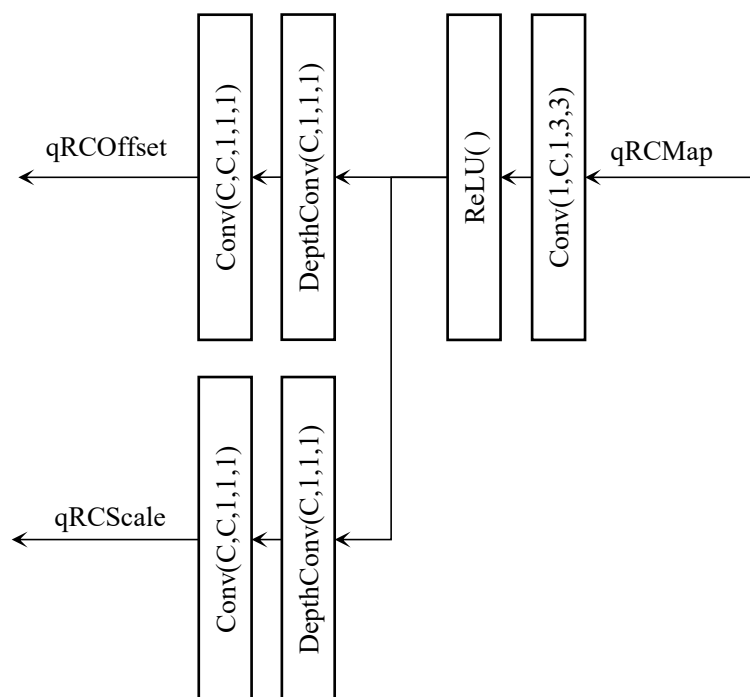 qRCOffset
Conv(C,C,1,1,1)
DepthConv(C,1,1,1)
ReLU( )
Conv(1,C,1,3,3)
qRCMap
qRCScale
Conv(C,C,1,1,1)
DepthConv(C,1,1,1)